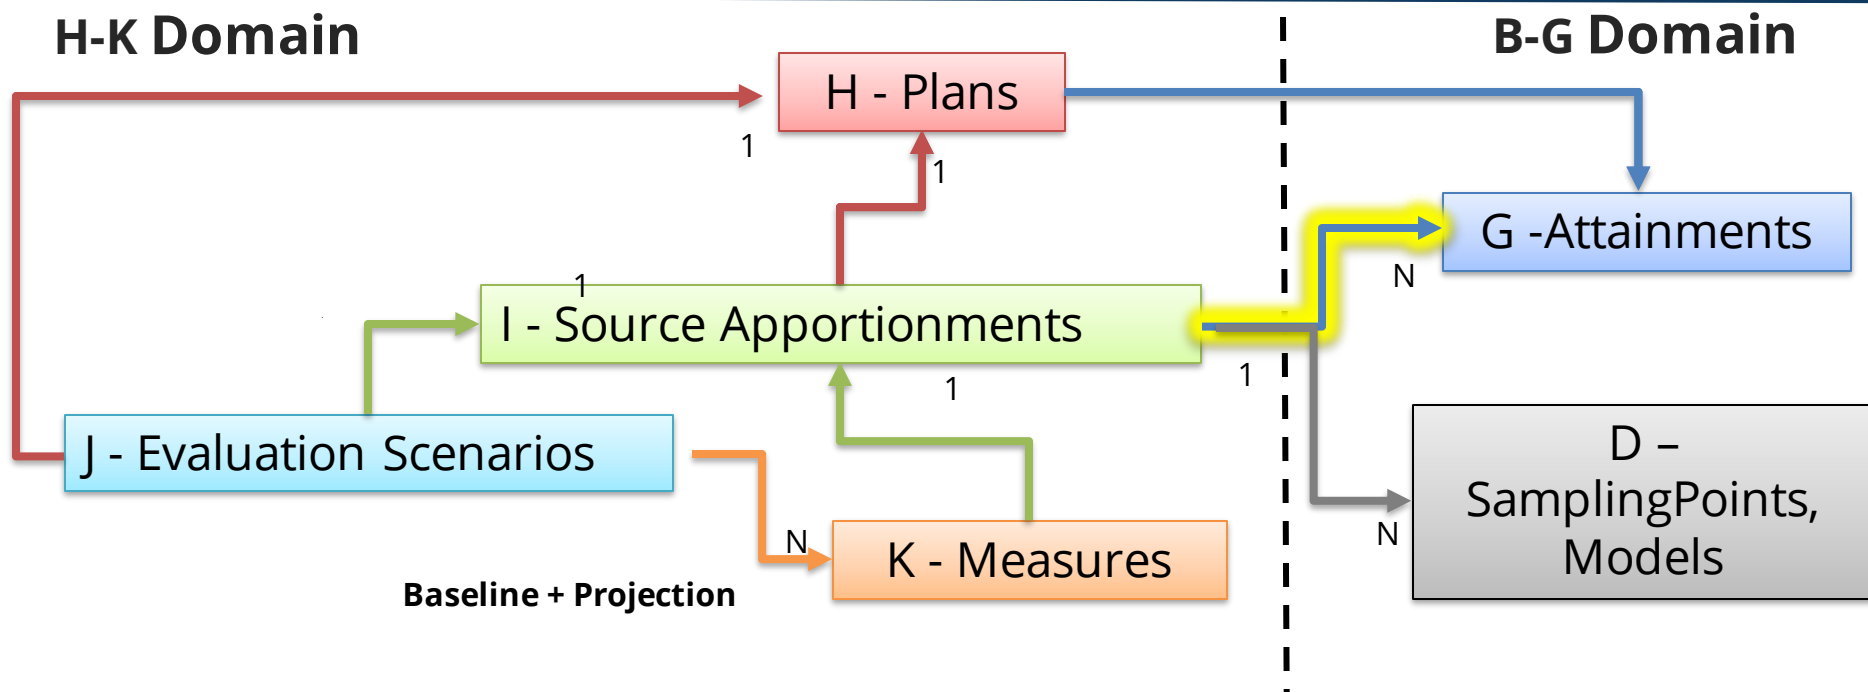 H-K Domain
B-G Domain
H - Plans
1
1
G -Attainments
N
1
I - Source Apportionments
1
1
J - Evaluation Scenarios
D –
SamplingPoints,
Models
N
N
K - Measures
Baseline + Projection